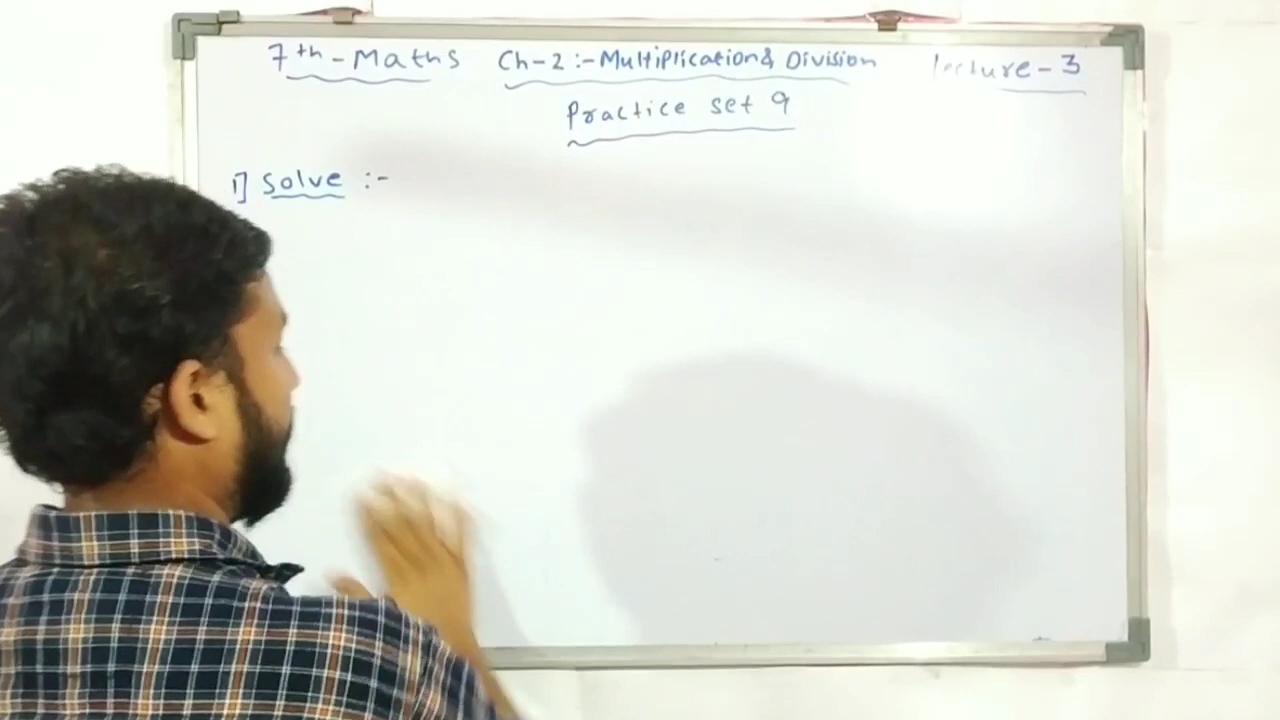 7th - Maths Ch-2 :- Multiplication & Division lecture - 3
Practice set 9
1] Solve :-